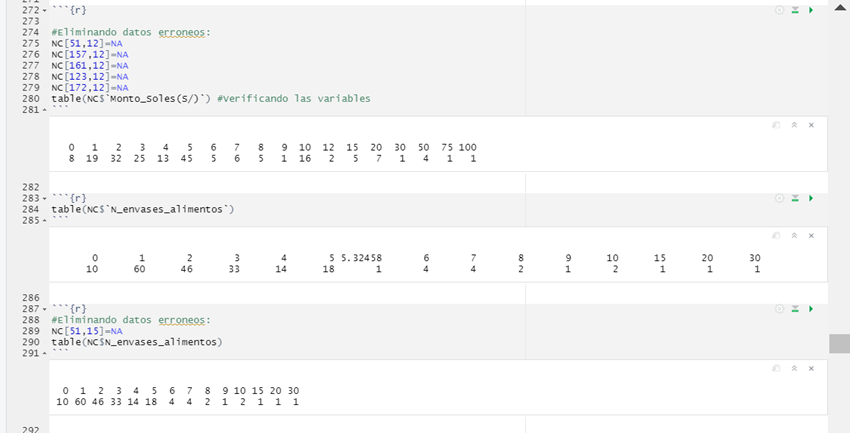 272 ```{r}
273
274 #Eliminando datos erroneos:
275 NC[51,12]=NA
276 NC[157,12]=NA
277 NC[161,12]=NA
278 NC[123,12]=NA
279 NC[172,12]=NA
280 table(NC$`Monto_Soles(S/)`) #Verificando las variables
281 ```
0 1 2 3 4 5 6 7 8 9 10 12 15 20 30 50 75 100
8 19 32 25 13 45 5 6 5 1 16 2 5 7 1 4 1 1
282
283 ```{r}
284 table(NC$`N_envases_alimentos`)
285 ```
0 1 2 3 4 5 5.32458 6 7 8 9 10 15 20 30
10 60 46 33 14 18 1 4 4 2 1 2 1 1 1
286
287 ```{r}
288 #Eliminando datos erroneos:
289 NC[51,15]=NA
290 table(NC$N_envases_alimentos)
291 ```
0 1 2 3 4 5 6 7 8 9 10 15 20 30
10 60 46 33 14 18 4 4 2 1 2 1 1 1
292